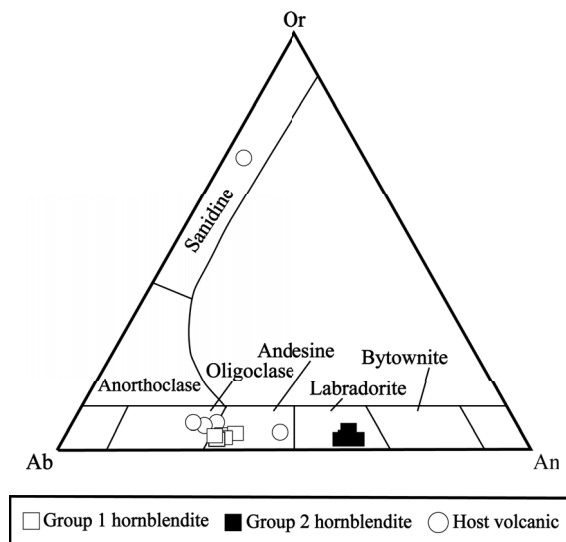 Or
Sanidine
Andesine
Bytownite
Oligoclase
Anorthoclase
Labradorite
Ab
An
Group 1 hornblendite
Group 2 hornblendite
Host volcanic